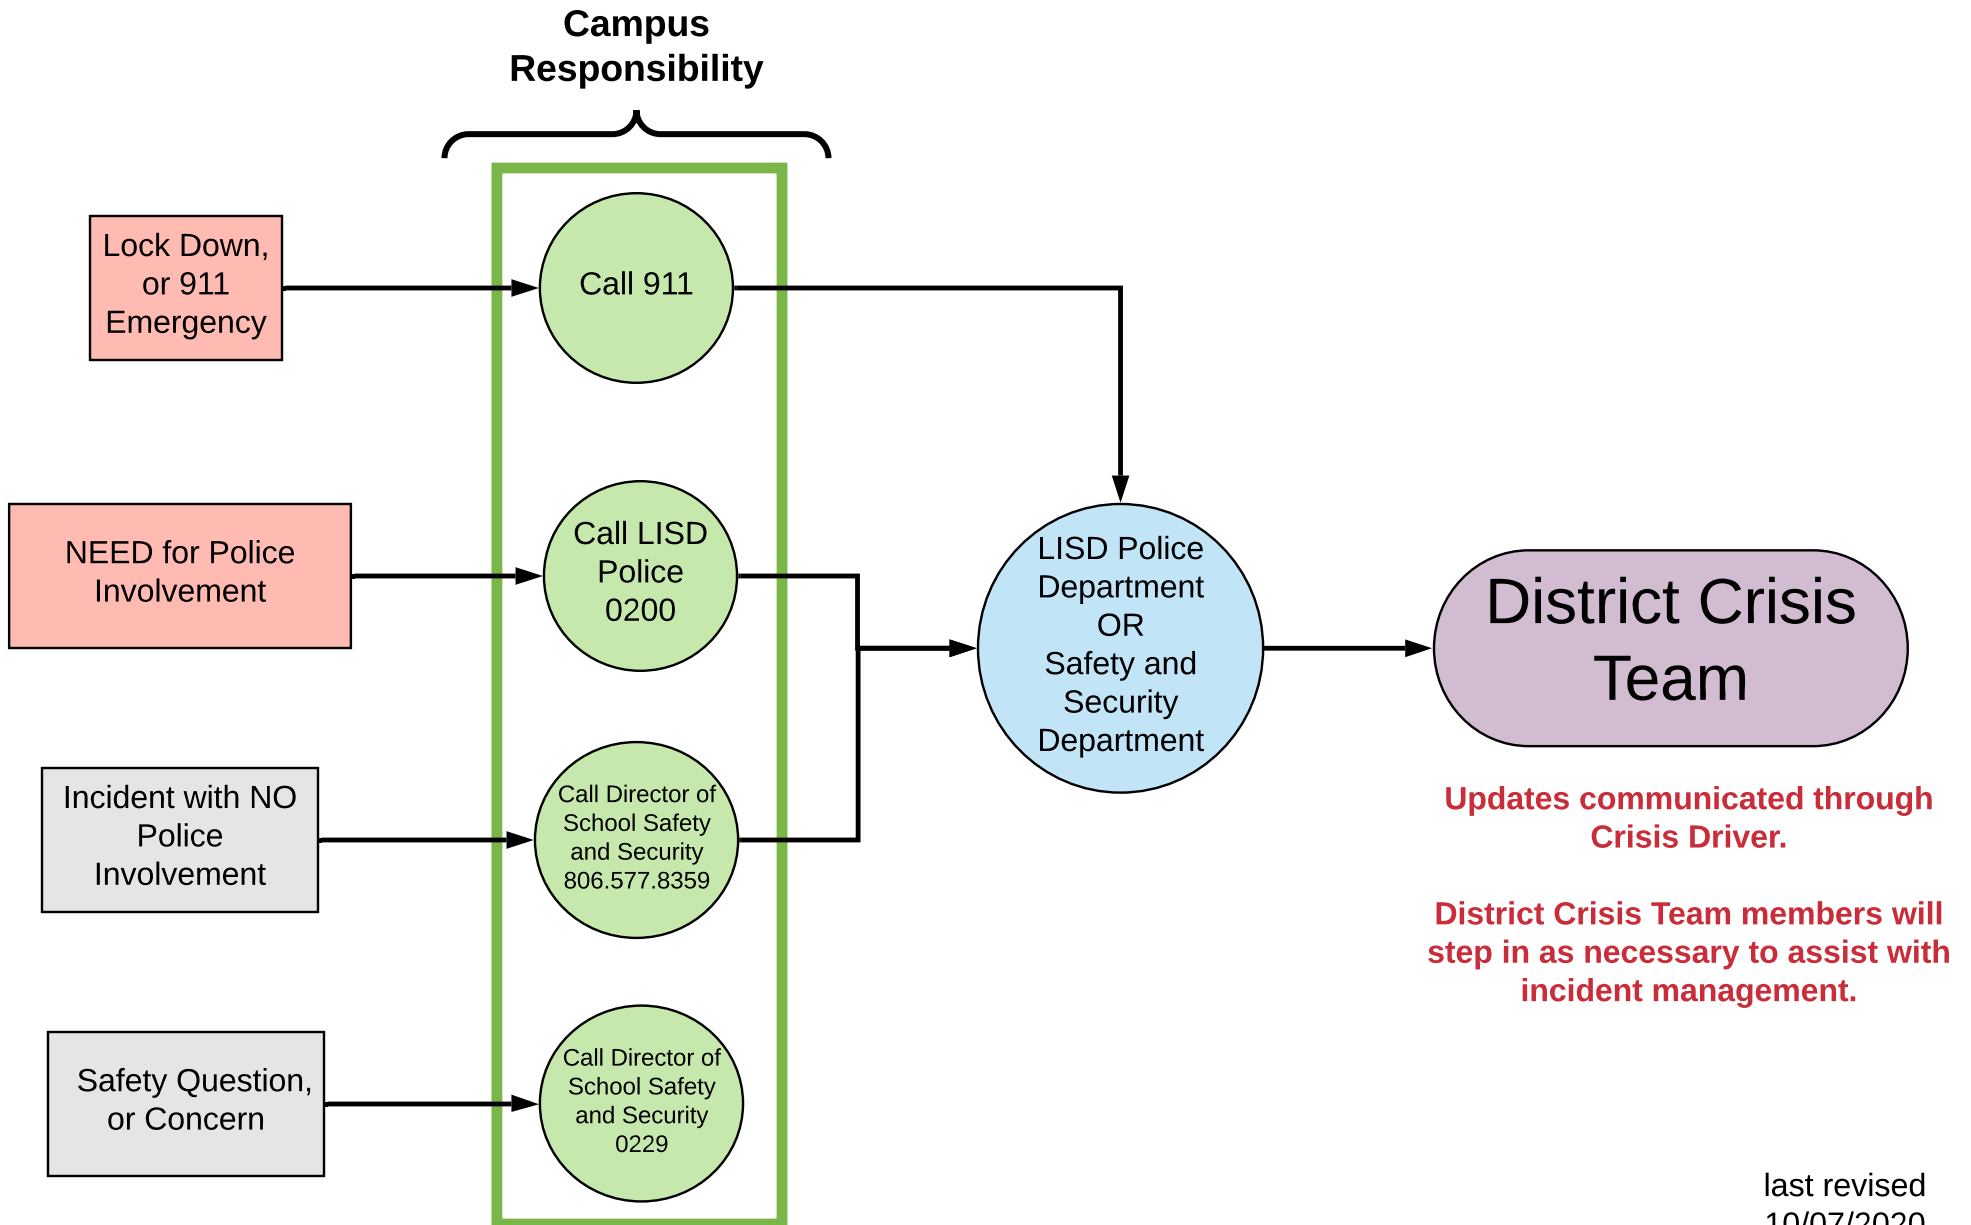 Campus
Responsibility
Lock Down,
or 911
Emergency
Call 911
NEED for Police
Involvement
Call LISD
Police
0200
Incident with NO
Police
Involvement
Call Director of
School Safety
and Security
806.577.8359
Safety Question,
or Concern
Call Director of
School Safety
and Security
0229
LISD Police
Department
OR
Safety and
Security
Department
District Crisis
Team
Updates communicated through
Crisis Driver.
District Crisis Team members will
step in as necessary to assist with
incident management.
last revised
10/07/2020